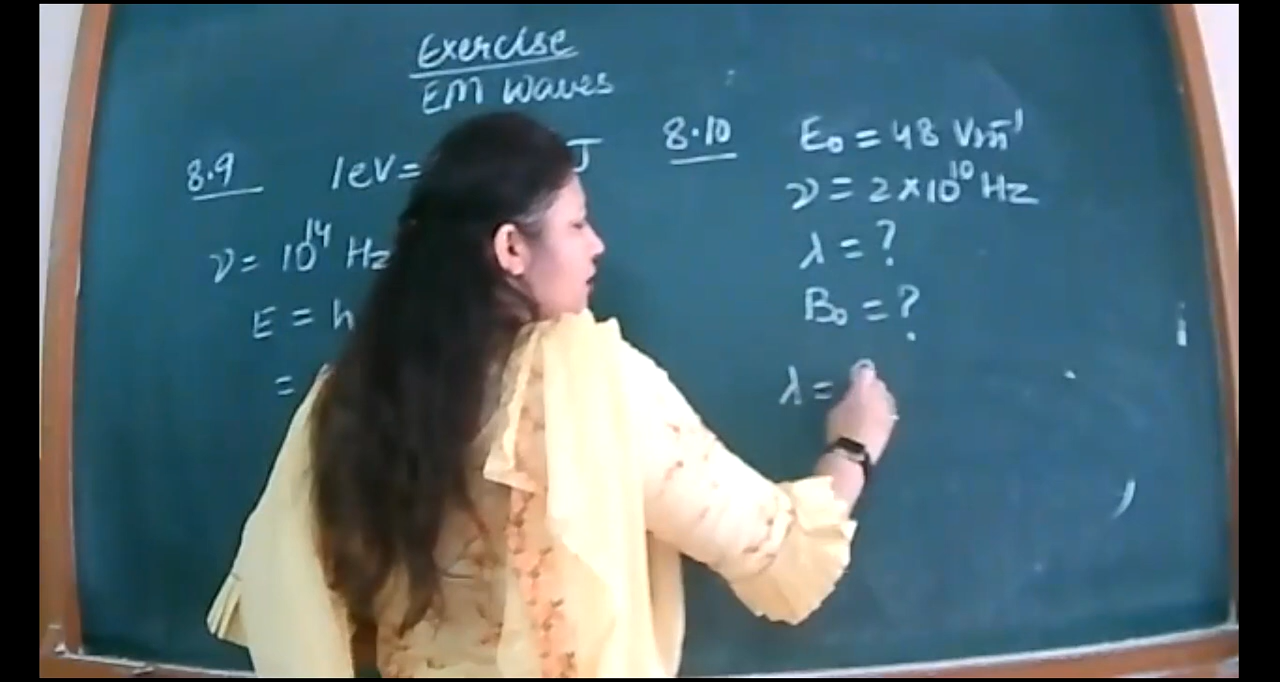 Exercise
EM Waves
8.9 1eV= J
ν = 10¹⁴ Hz
E = h
=
8.10 E₀ = 48 Vm⁻¹
ν = 2 × 10¹⁰ Hz
λ = ?
B₀ = ?
λ =